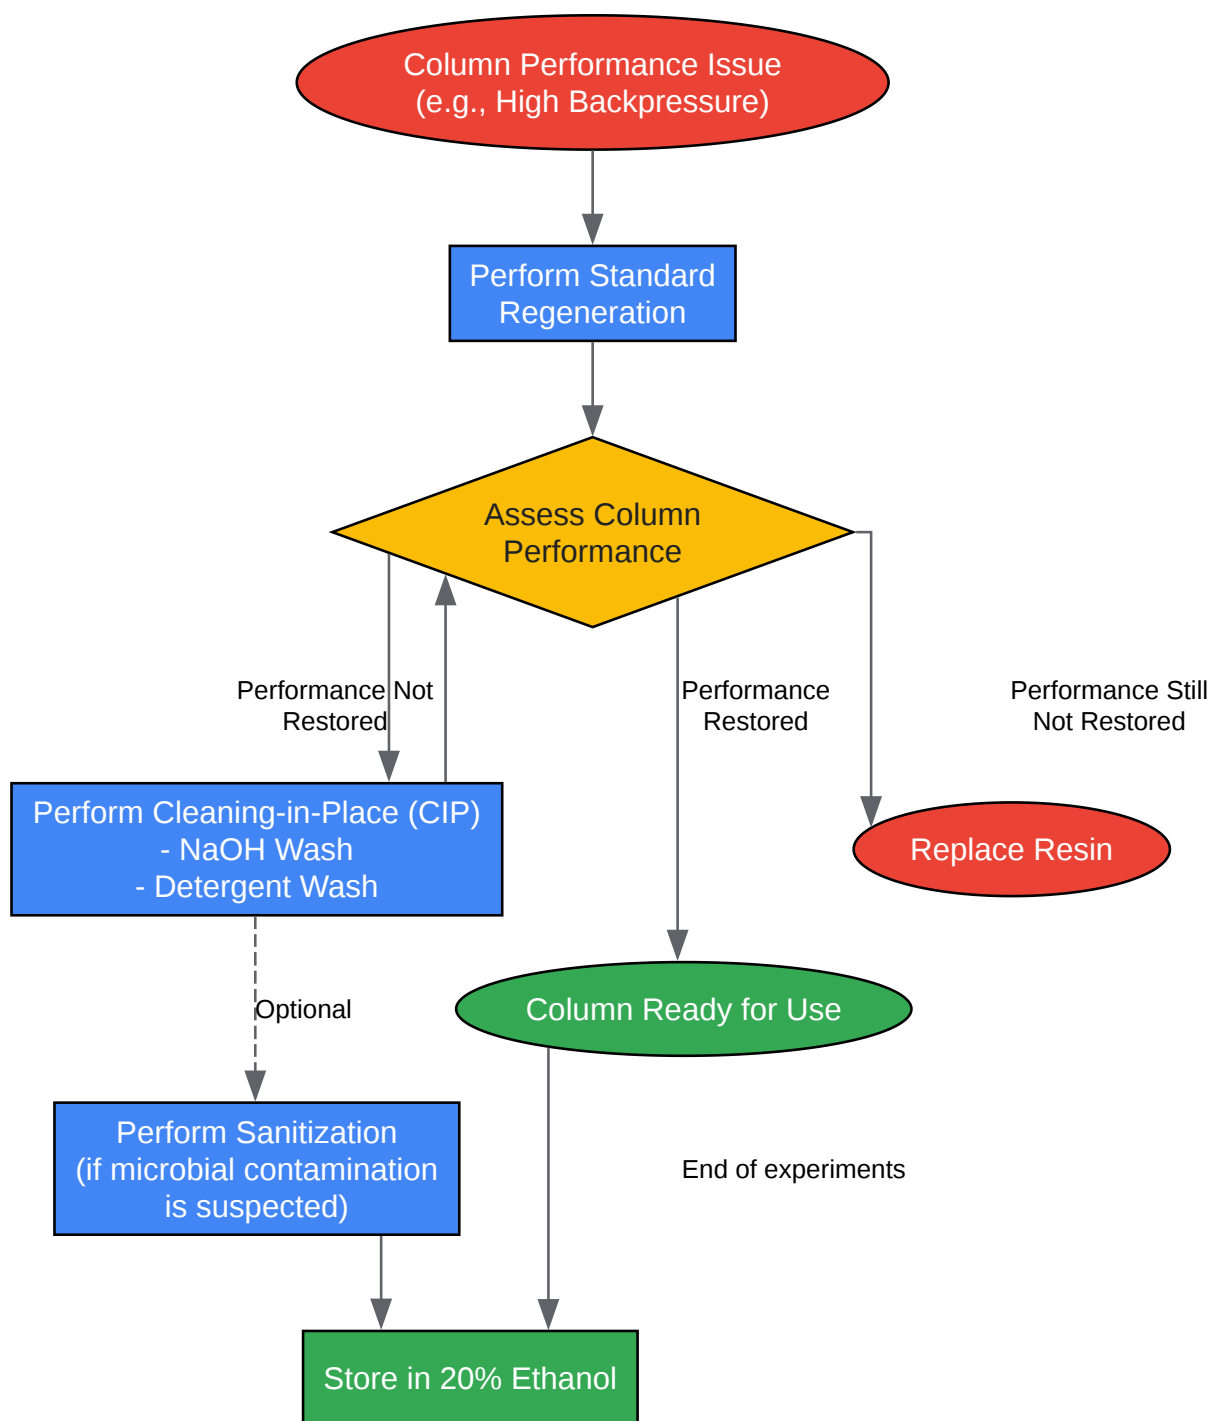 Column Performance Issue
(e.g., High Backpressure)
Perform Standard
Regeneration
Assess Column
Performance
Performance Not
Restored
Performance
Restored
Performance Still
Not Restored
Perform Cleaning-in-Place (CIP)
- NaOH Wash
- Detergent Wash
Replace Resin
Optional
Column Ready for Use
Perform Sanitization
(if microbial contamination
is suspected)
End of experiments
Store in 20% Ethanol